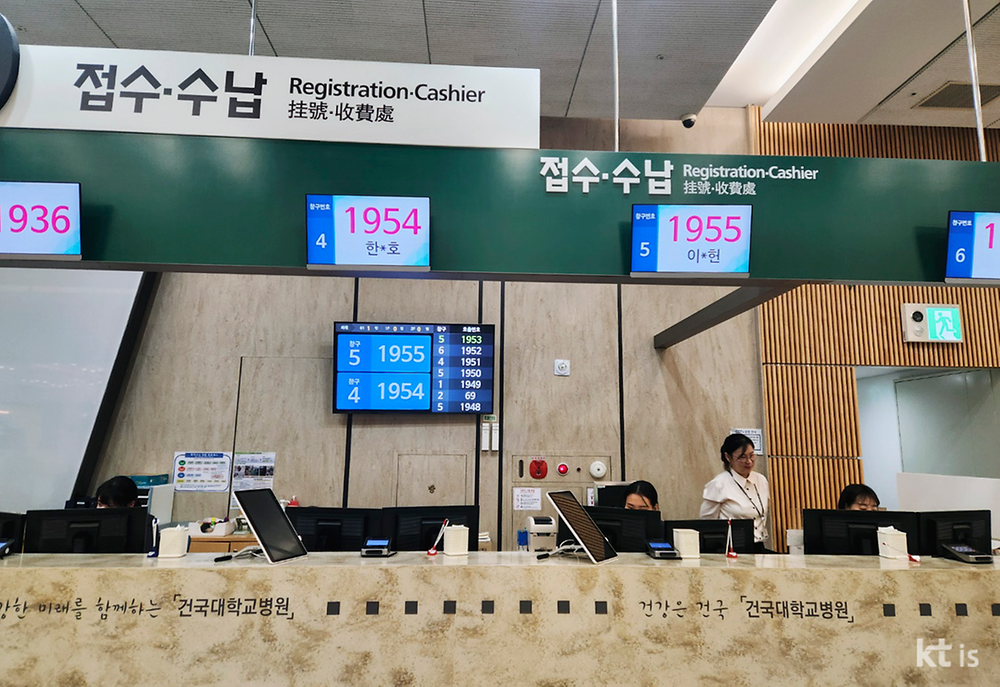 접수·수납 Registration·Cashier
挂號·收費處
접수·수납 Registration·Cashier
挂號·收費處
1936
창구번호
4
1954
한*호
창구번호
5
1955
이*헌
창구번호
6
1
창구 호출번호
창구
5 1955
창구
4 1954
5 1953
6 1952
4 1951
5 1950
1 1949
2 69
5 1948
강한 미래를 함께하는 「건국대학교병원」
건강은 건국 「건국대학교병원」
kt is